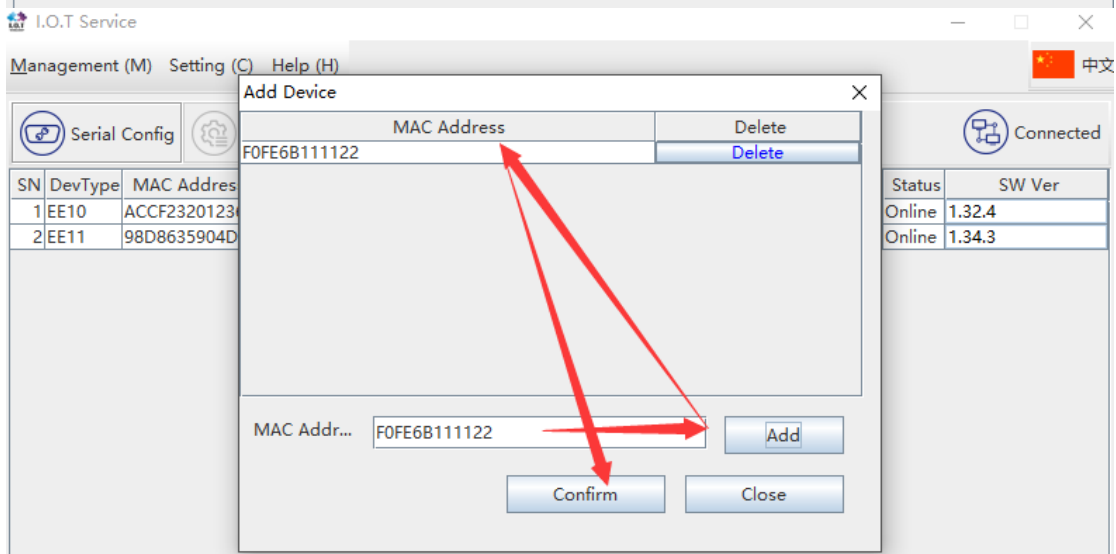 I.O.T Service
Management (M) Setting (C) Help (H)
中文
Add Device
Serial Config
MAC Address Delete
Connected
F0FE6B111122 Delete
SN DevType MAC Addres Status SW Ver
1 EE10 ACCF2320123 Online 1.32.4
2 EE11 98D8635904D Online 1.34.3
MAC Addr... F0FE6B111122 Add
Confirm Close